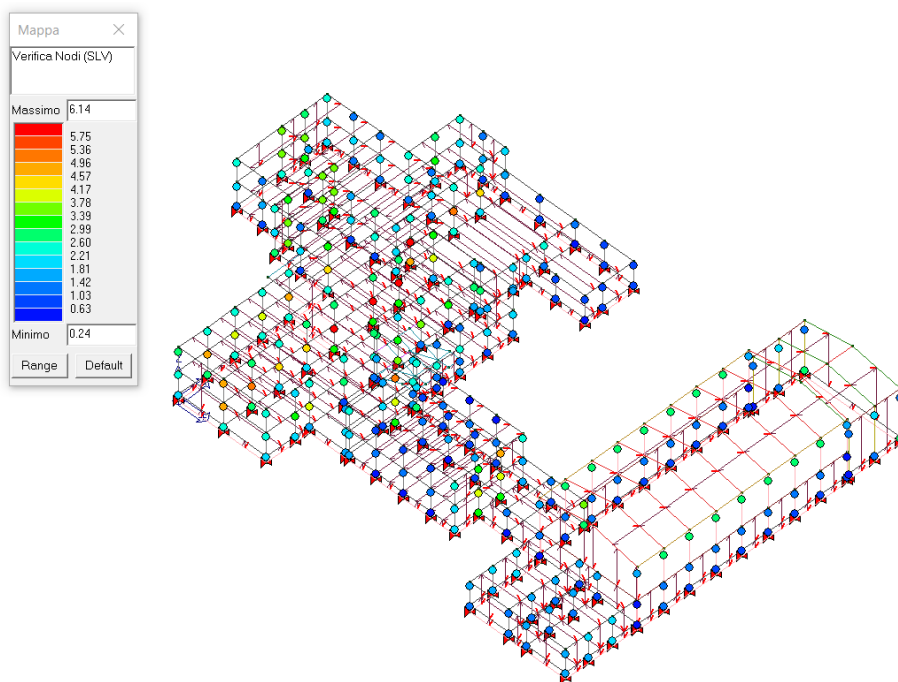 Mappa
Verifica Nodi (SLV)
Massimo 6.14
5.75
5.36
4.96
4.57
4.17
3.78
3.39
2.99
2.60
2.21
1.81
1.42
1.03
0.63
Minimo 0.24
Range Default